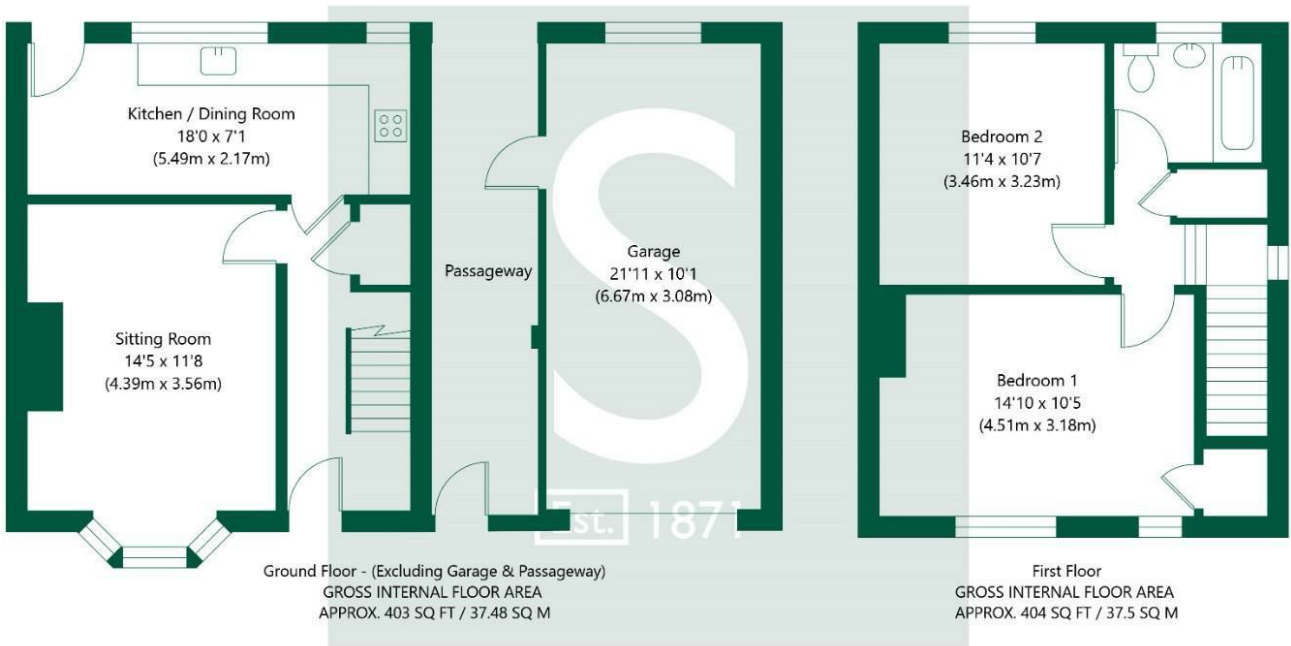 Kitchen / Dining Room
18'0 x 7'1
(5.49m x 2.17m)
Sitting Room
14'5 x 11'8
(4.39m x 3.56m)
Passageway
Garage
21'11 x 10'1
(6.67m x 3.08m)
Bedroom 2
11'4 x 10'7
(3.46m x 3.23m)
Bedroom 1
14'10 x 10'5
(4.51m x 3.18m)
S
Est. 1871
Ground Floor - (Excluding Garage & Passageway)
GROSS INTERNAL FLOOR AREA
APPROX. 403 SQ FT / 37.48 SQ M
First Floor
GROSS INTERNAL FLOOR AREA
APPROX. 404 SQ FT / 37.5 SQ M